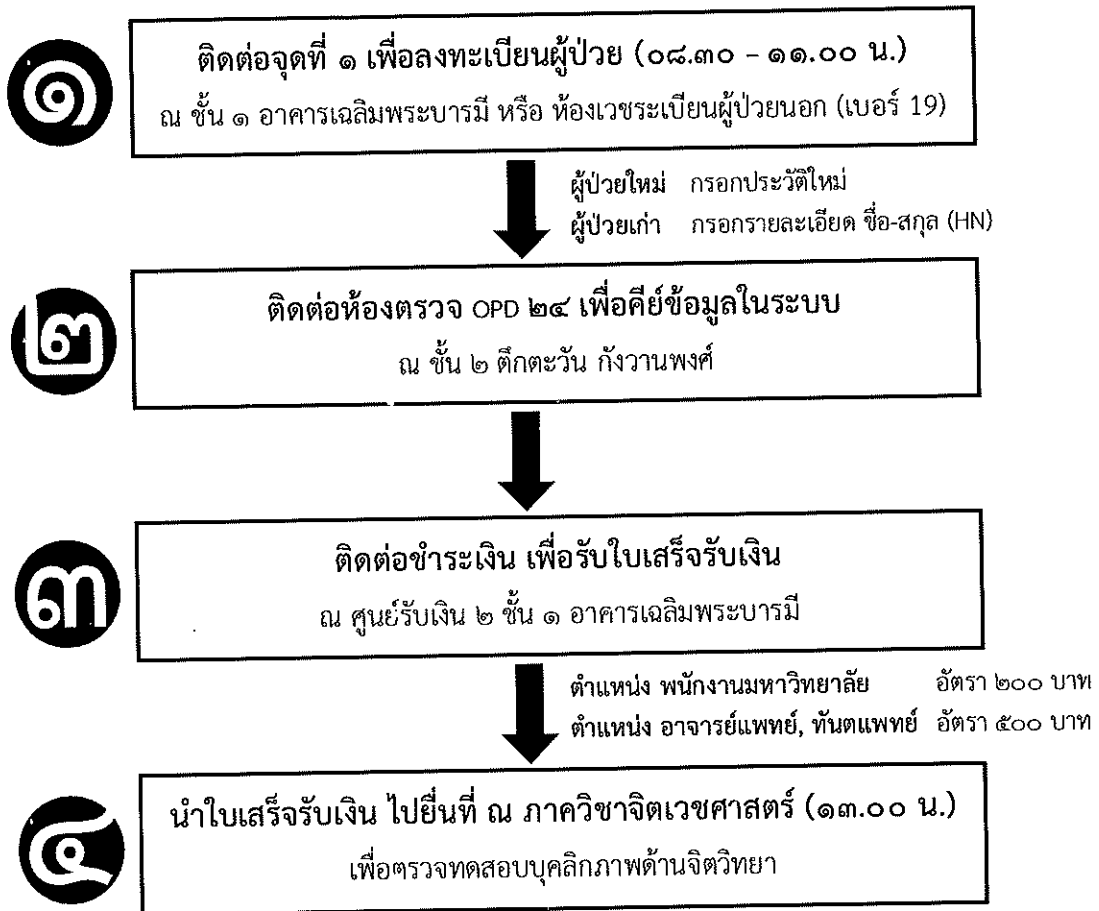 ๑
ติดต่อจุดที่ ๑ เพื่อลงทะเบียนผู้ป่วย (๐๘.๓๐ - ๑๑.๐๐ น.)
ณ ชั้น ๑ อาคารเฉลิมพระบารมี หรือ ห้องเวชระเบียนผู้ป่วยนอก (เบอร์ 19)
ผู้ป่วยใหม่ กรอกประวัติใหม่
ผู้ป่วยเก่า กรอกรายละเอียด ชื่อ-สกุล (HN)
๒
ติดต่อห้องตรวจ OPD ๒๔ เพื่อคีย์ข้อมูลในระบบ
ณ ชั้น ๒ ตึกตะวัน กังวานพงศ์
๓
ติดต่อชำระเงิน เพื่อรับใบเสร็จรับเงิน
ณ ศูนย์รับเงิน ๒ ชั้น ๑ อาคารเฉลิมพระบารมี
ตำแหน่ง พนักงานมหาวิทยาลัย อัตรา ๒๐๐ บาท
ตำแหน่ง อาจารย์แพทย์, ทันตแพทย์ อัตรา ๕๐๐ บาท
๔
นำใบเสร็จรับเงิน ไปยื่นที่ ณ ภาควิชาจิตเวชศาสตร์ (๑๓.๐๐ น.)
เพื่อตรวจทดสอบบุคลิกภาพด้านจิตวิทยา